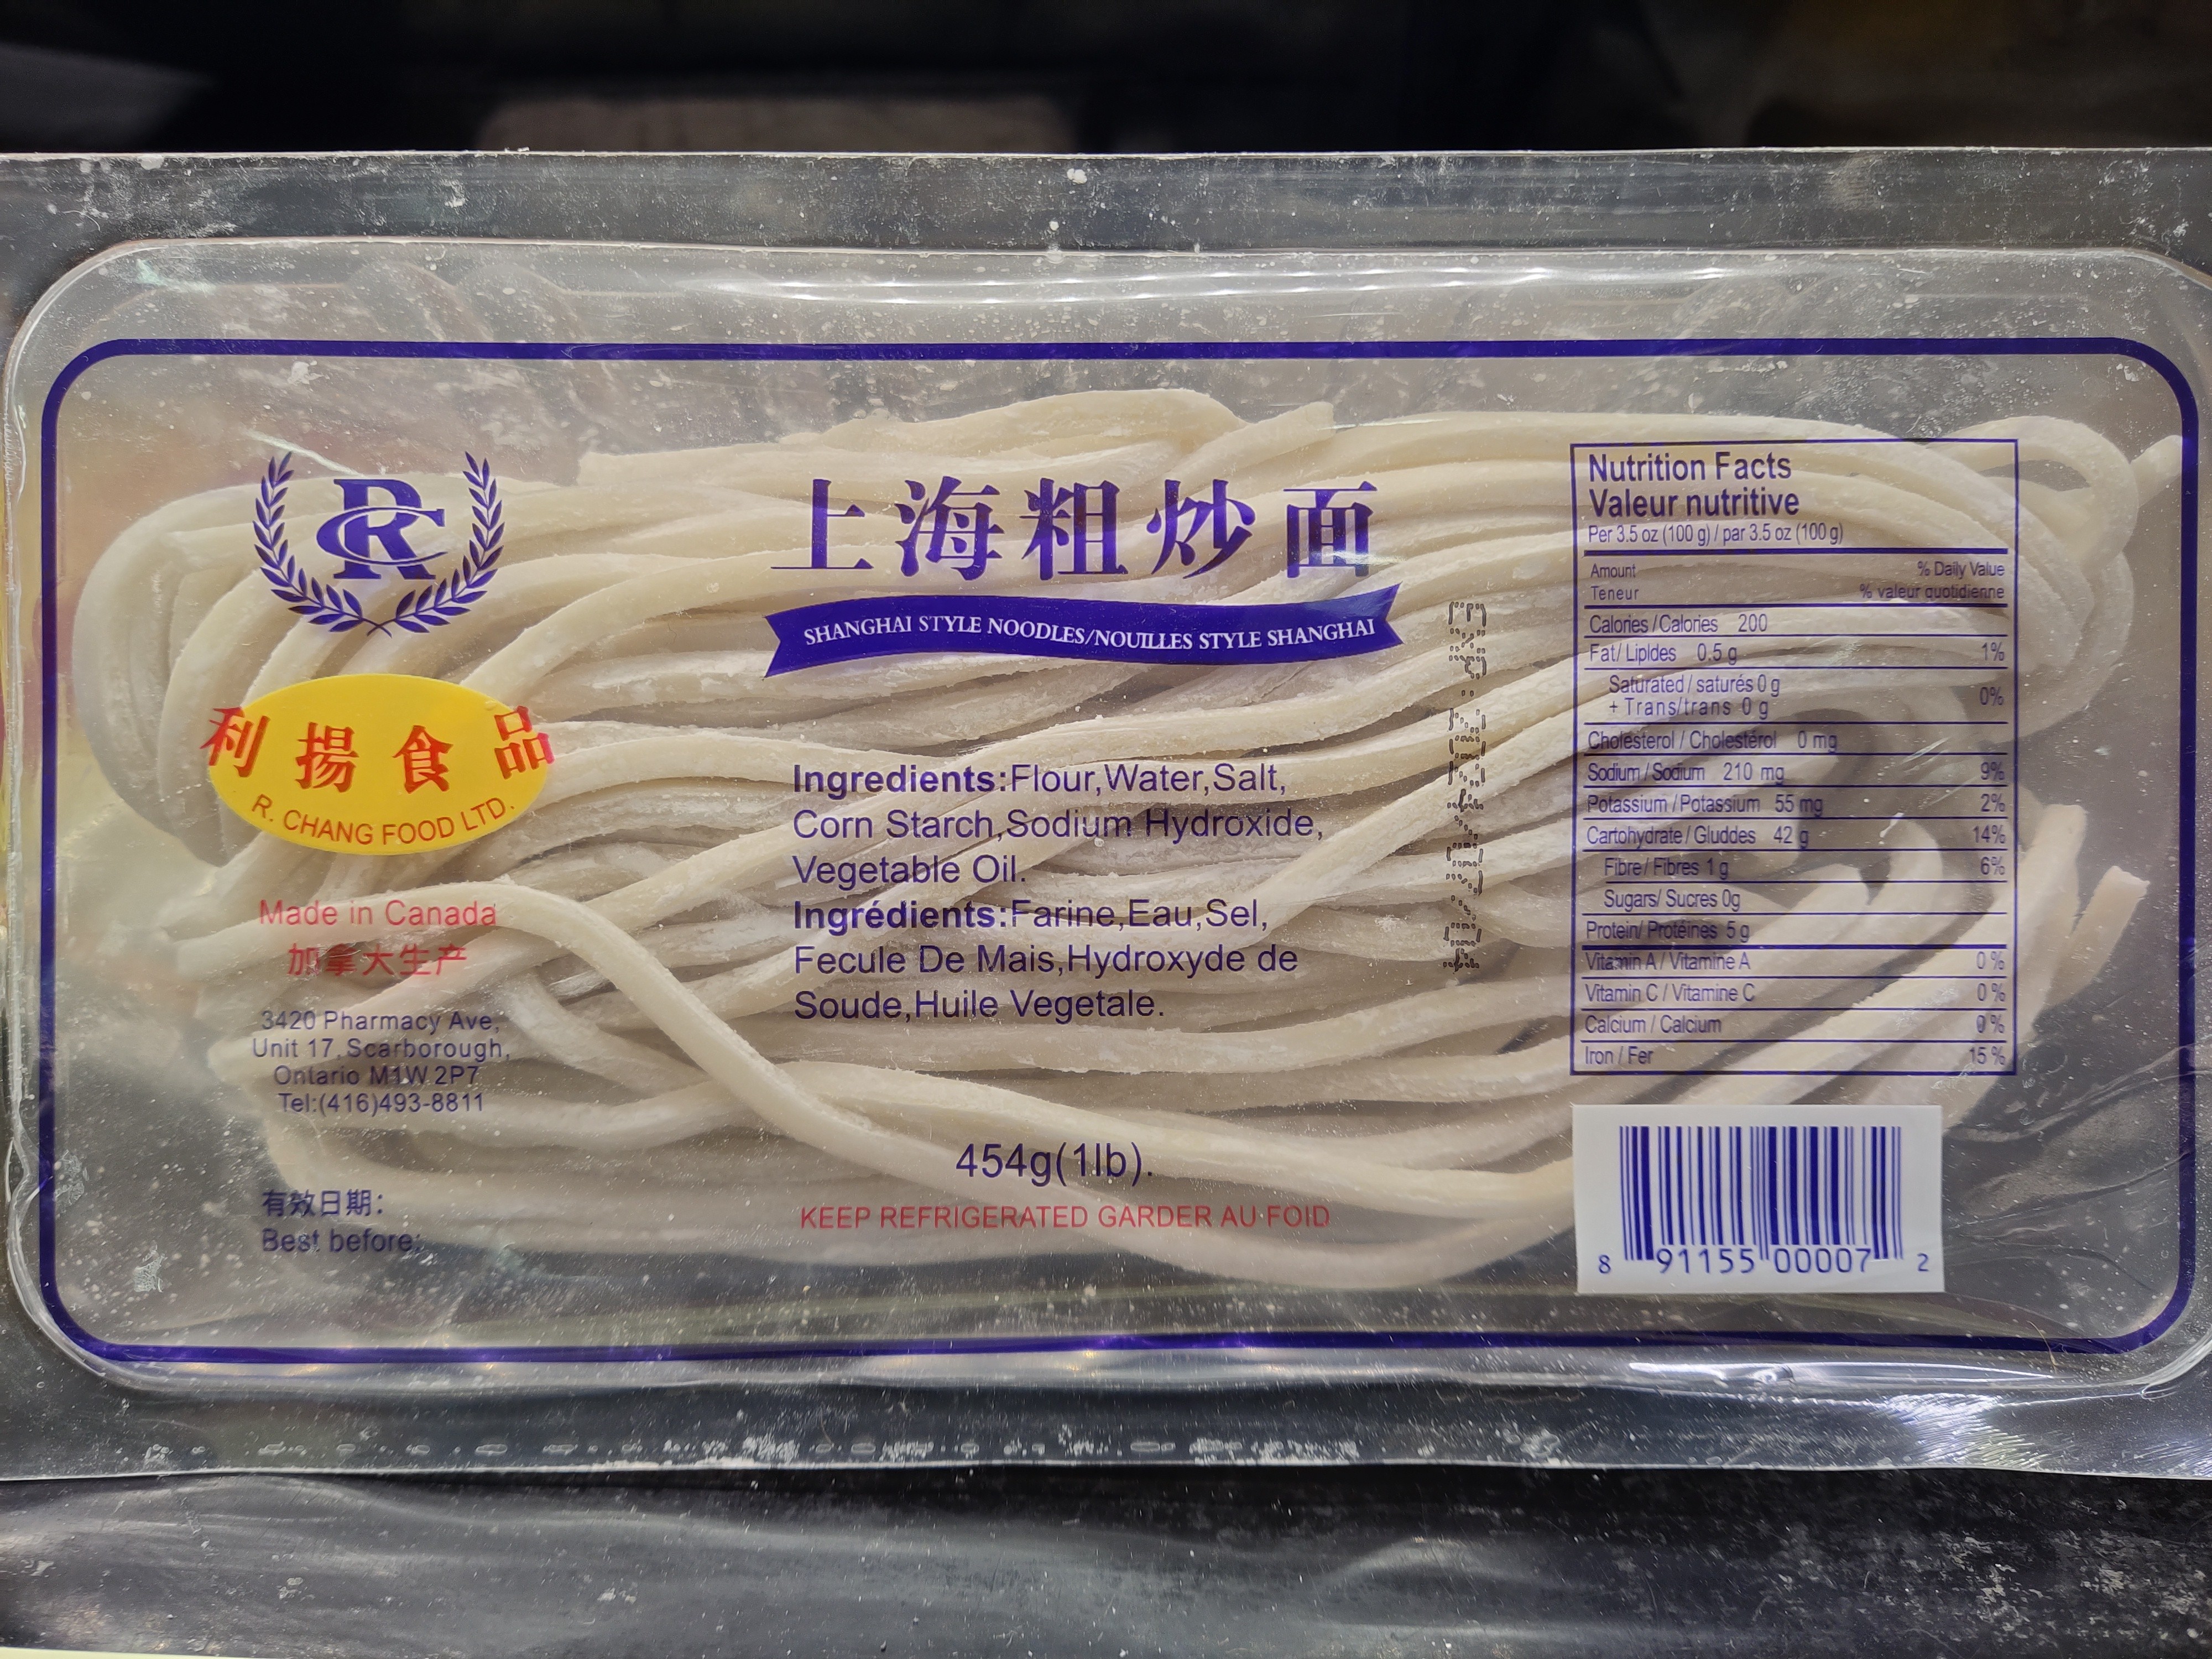 RC
利揚食品
R. CHANG FOOD LTD.
Made in Canada
加拿大生产
3420 Pharmacy Ave,
Unit 17, Scarborough,
Ontario M1W 2P7
Tel:(416)493-8811
有效日期:
Best before:
上海粗炒面
SHANGHAI STYLE NOODLES/NOUILLES STYLE SHANGHAI
Ingredients:Flour,Water,Salt,
Corn Starch,Sodium Hydroxide,
Vegetable Oil.
Ingrédients:Farine,Eau,Sel,
Fecule De Mais,Hydroxyde de
Soude,Huile Vegetale.
454g(1lb).
KEEP REFRIGERATED GARDER AU FOID
Nutrition Facts
Valeur nutritive
Per 3.5 oz (100 g) / par 3.5 oz (100 g)
Amount % Daily Value
Teneur % valeur quotidienne
Calories / Calories 200
Fat/ Lipldes 0.5 g 1%
Saturated / saturés 0 g 0%
+ Trans/trans 0 g
Cholesterol / Cholestérol 0 mg
Sodium / Sodium 210 mg 9%
Potassium / Potassium 55 mg 2%
Cartohydrate / Gluddes 42 g 14%
Fibre / Fibres 1 g 6%
Sugars/ Sucres 0g
Protein/ Protéines 5 g
Vitamin A / Vitamine A 0 %
Vitamin C / Vitamine C 0 %
Calcium / Calcium 0 %
Iron / Fer 15 %
8 91155 00007 2